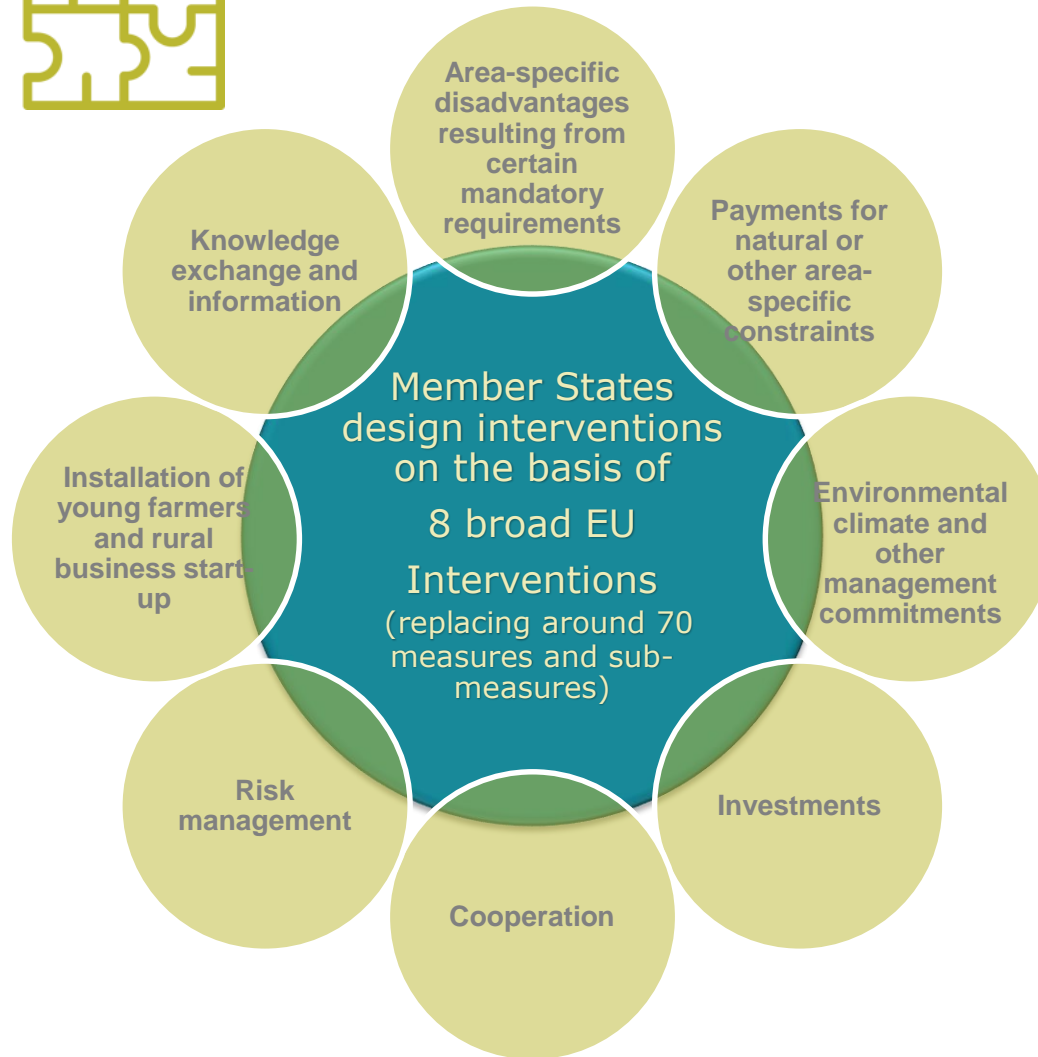 Area-specific
disadvantages
resulting from
certain
mandatory
requirements
Payments for
natural or
other area-
specific
constraints
Environmental
climate and
other
management
commitments
Investments
Cooperation
Risk
management
Installation of
young farmers
and rural
business start-
up
Knowledge
exchange and
information
Member States
design interventions
on the basis of
8 broad EU
Interventions
(replacing around 70
measures and sub-
measures)